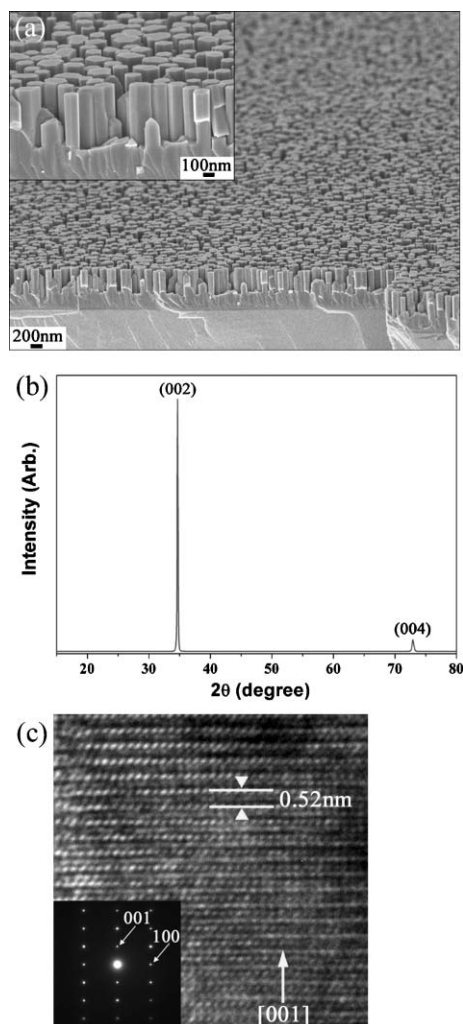 (a)
100nm
200nm
(b)
(002)
(004)
Intensity (Arb.)
20 30 40 50 60 70 80
2θ (degree)
(c)
0.52nm
001
100
[001]